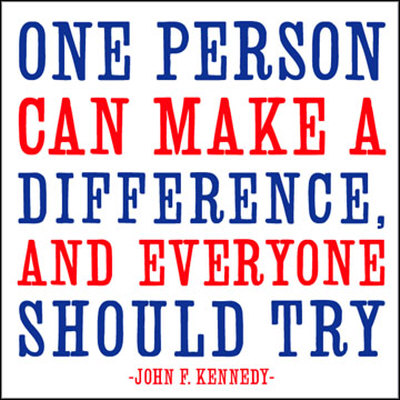 ONE PERSON
CAN MAKE A
DIFFERENCE,
AND EVERYONE
SHOULD TRY
-JOHN F. KENNEDY-